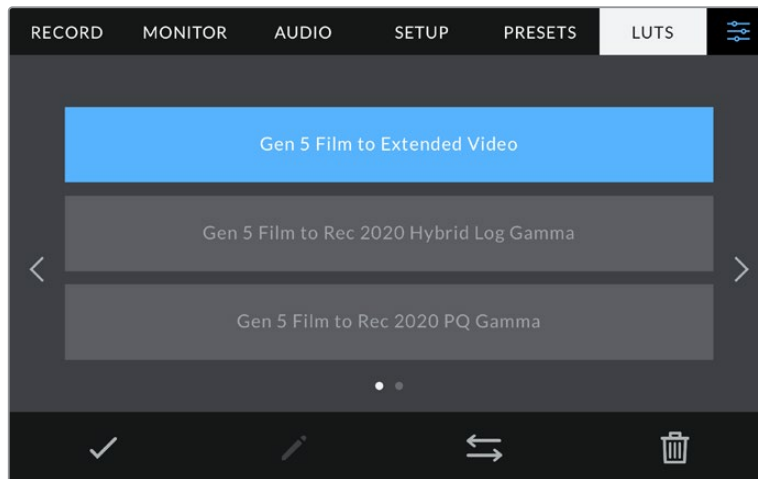 RECORD MONITOR AUDIO SETUP PRESETS LUTS
Gen 5 Film to Extended Video
Gen 5 Film to Rec 2020 Hybrid Log Gamma
Gen 5 Film to Rec 2020 PQ Gamma